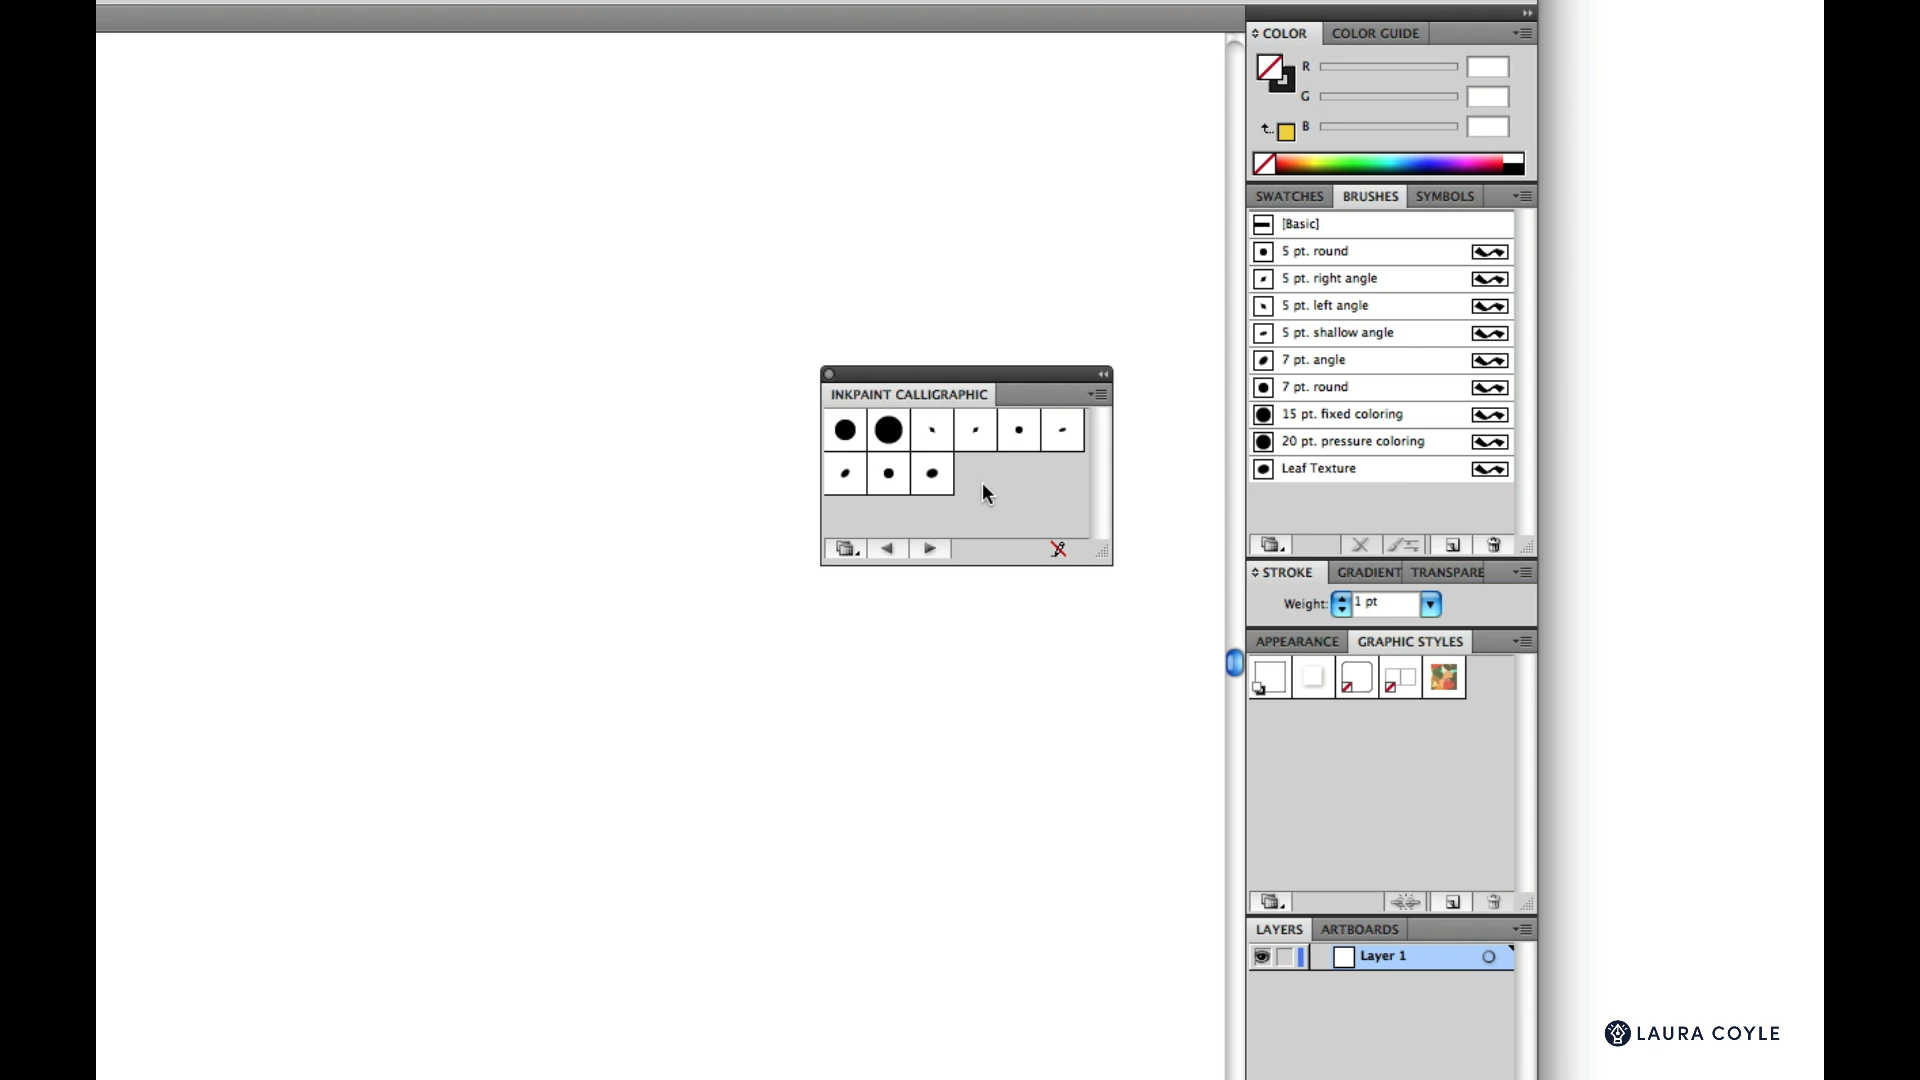 COLOR COLOR GUIDE
R
G
B
SWATCHES BRUSHES SYMBOLS
[Basic]
5 pt. round
5 pt. right angle
5 pt. left angle
5 pt. shallow angle
7 pt. angle
7 pt. round
15 pt. fixed coloring
20 pt. pressure coloring
Leaf Texture
INKPAINT CALLIGRAPHIC
STROKE GRADIENT TRANSPARE
Weight: 1 pt
APPEARANCE GRAPHIC STYLES
LAYERS ARTBOARDS
Layer 1
LAURA COYLE